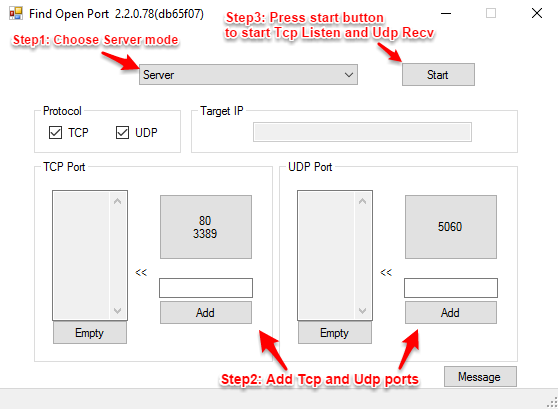 Find Open Port 2.2.0.78(db65f07)
Step3: Press start button
to start Tcp Listen and Udp Recv
Step1: Choose Server mode
Server
Start
Protocol
TCP
UDP
Target IP
TCP Port
80
3389
<<
Add
Empty
UDP Port
5060
<<
Add
Empty
Step2: Add Tcp and Udp ports
Message